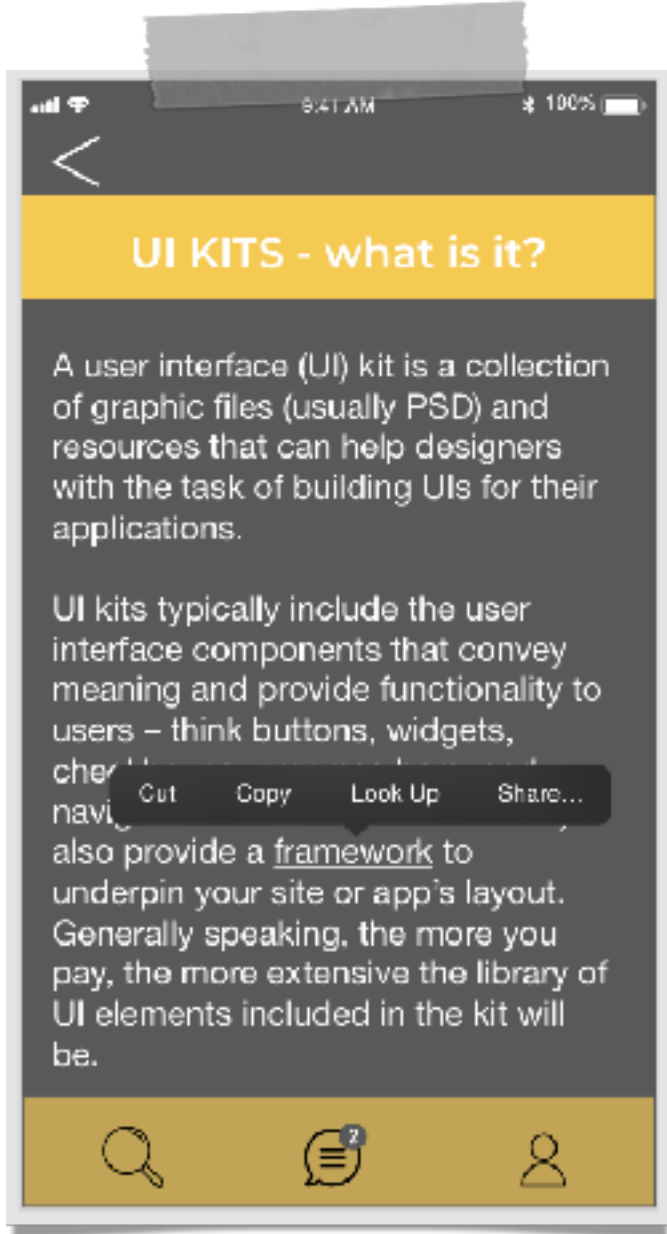 9:41 AM
100%
UI KITS - what is it?
A user interface (UI) kit is a collection
of graphic files (usually PSD) and
resources that can help designers
with the task of building UIs for their
applications.
UI kits typically include the user
interface components that convey
meaning and provide functionality to
users – think buttons, widgets,
Cut Copy Look Up Share...
also provide a framework to
underpin your site or app's layout.
Generally speaking, the more you
pay, the more extensive the library of
UI elements included in the kit will
be.
2